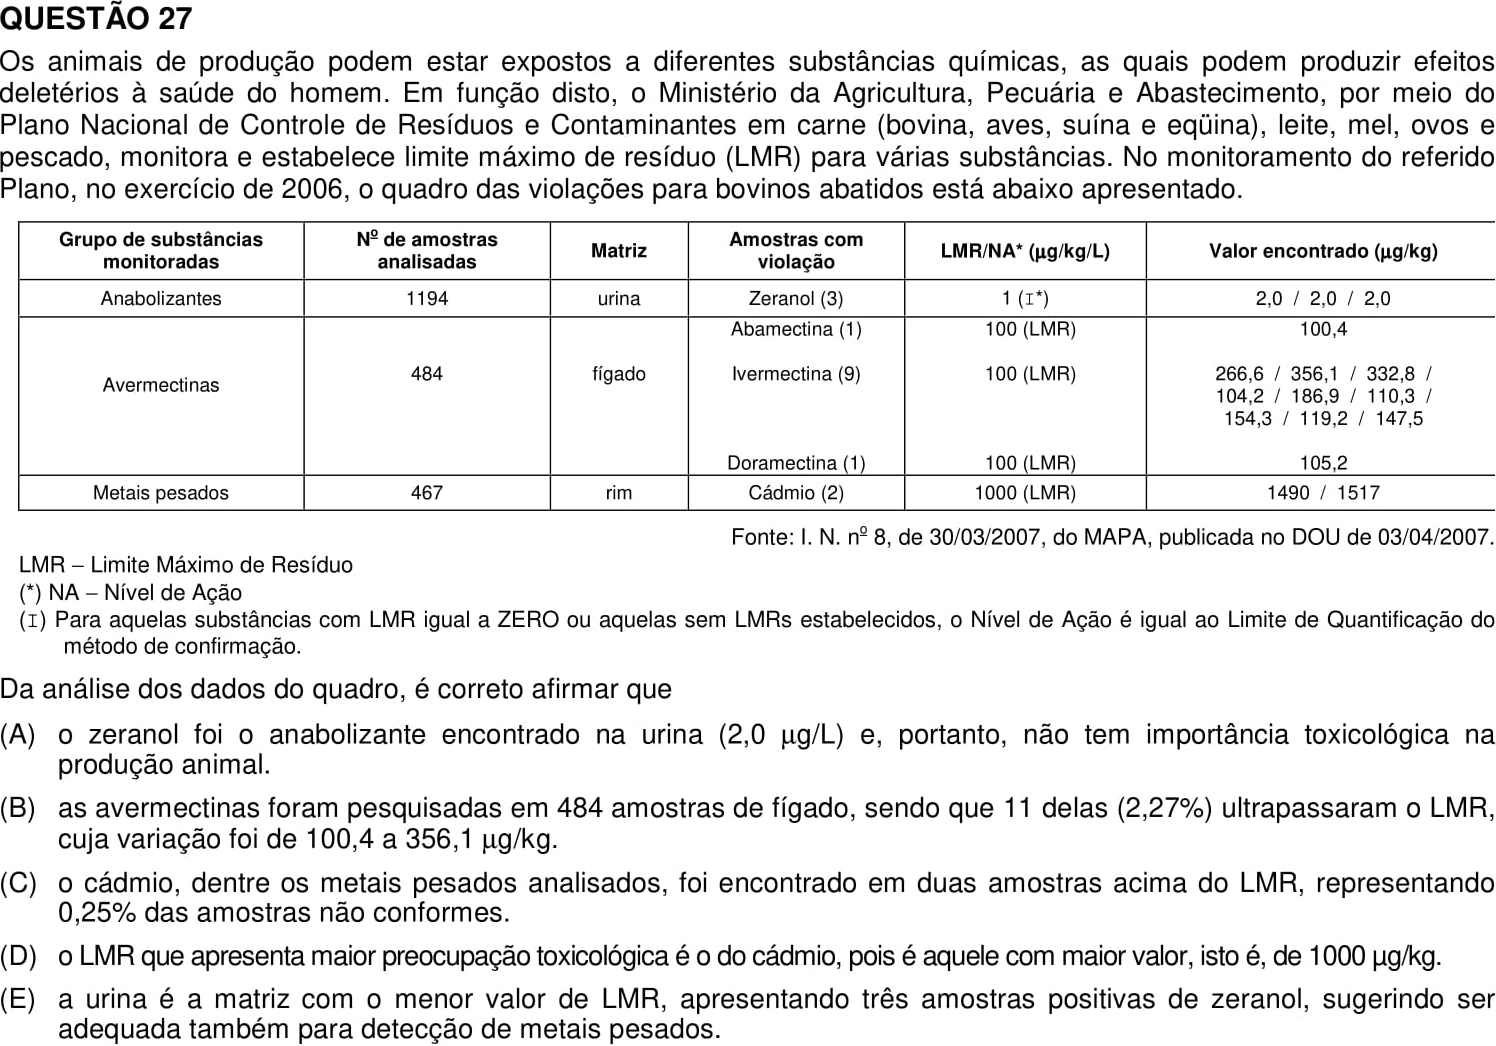 QUESTÃO 27
Os animais de produção podem estar expostos a diferentes substâncias químicas, as quais podem produzir efeitos
deletérios à saúde do homem. Em função disto, o Ministério da Agricultura, Pecuária e Abastecimento, por meio do
Plano Nacional de Controle de Resíduos e Contaminantes em carne (bovina, aves, suína e eqüina), leite, mel, ovos e
pescado, monitora e estabelece limite máximo de resíduo (LMR) para várias substâncias. No monitoramento do referido
Plano, no exercício de 2006, o quadro das violações para bovinos abatidos está abaixo apresentado.
Grupo de substâncias monitoradas Nº de amostras analisadas Matriz Amostras com violação LMR/NA* (µg/kg/L) Valor encontrado (µg/kg)
Anabolizantes 1194 urina Zeranol (3) 1 (I*) 2,0 / 2,0 / 2,0
Avermectinas 484 fígado Abamectina (1) 100 (LMR) 100,4
Ivermectina (9) 100 (LMR) 266,6 / 356,1 / 332,8 /
104,2 / 186,9 / 110,3 /
154,3 / 119,2 / 147,5
Doramectina (1) 100 (LMR) 105,2
Metais pesados 467 rim Cádmio (2) 1000 (LMR) 1490 / 1517
Fonte: I. N. nº 8, de 30/03/2007, do MAPA, publicada no DOU de 03/04/2007.
LMR – Limite Máximo de Resíduo
(*) NA – Nível de Ação
(I) Para aquelas substâncias com LMR igual a ZERO ou aquelas sem LMRs estabelecidos, o Nível de Ação é igual ao Limite de Quantificação do
método de confirmação.
Da análise dos dados do quadro, é correto afirmar que
(A) o zeranol foi o anabolizante encontrado na urina (2,0 µg/L) e, portanto, não tem importância toxicológica na
produção animal.
(B) as avermectinas foram pesquisadas em 484 amostras de fígado, sendo que 11 delas (2,27%) ultrapassaram o LMR,
cuja variação foi de 100,4 a 356,1 µg/kg.
(C) o cádmio, dentre os metais pesados analisados, foi encontrado em duas amostras acima do LMR, representando
0,25% das amostras não conformes.
(D) o LMR que apresenta maior preocupação toxicológica é o do cádmio, pois é aquele com maior valor, isto é, de 1000 µg/kg.
(E) a urina é a matriz com o menor valor de LMR, apresentando três amostras positivas de zeranol, sugerindo ser
adequada também para detecção de metais pesados.